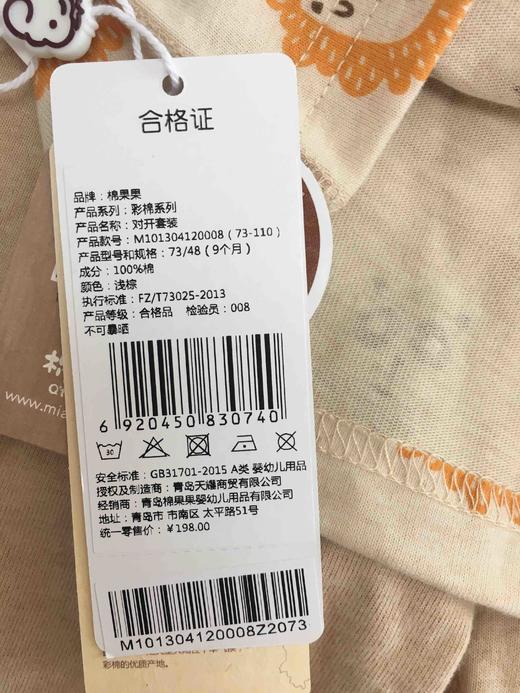 合格证
品牌：棉果果
产品系列：彩棉系列
产品名称：对开套装
产品款号：M101304120008（73-110）
产品型号和规格：73/48（9个月）
成分：100%棉
颜色：浅棕
执行标准：FZ/T73025-2013
产品等级：合格品 检验员：008
不可暴晒
6 920450 830740
30
安全标准：GB31701-2015 A类 婴幼儿用品
授权及制造商：青岛天爝商贸有限公司
经销商：青岛棉果果婴幼儿用品有限公司
地址：青岛市 市南区 太平路51号
统一零售价：￥198.00
M101304120008Z2073
彩棉的优质产地。